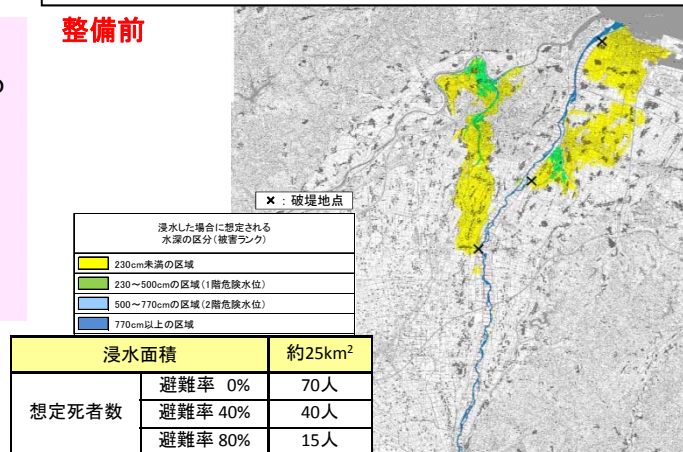 整備前
の
×：破堤地点
浸水した場合に想定される
水深の区分(被害ランク)
230cm未満の区域
230～500cmの区域(1階危険水位)
500～770cmの区域(2階危険水位)
770cm以上の区域
浸水面積 約25km²
想定死者数
避難率 0% 70人
避難率 40% 40人
避難率 80% 15人